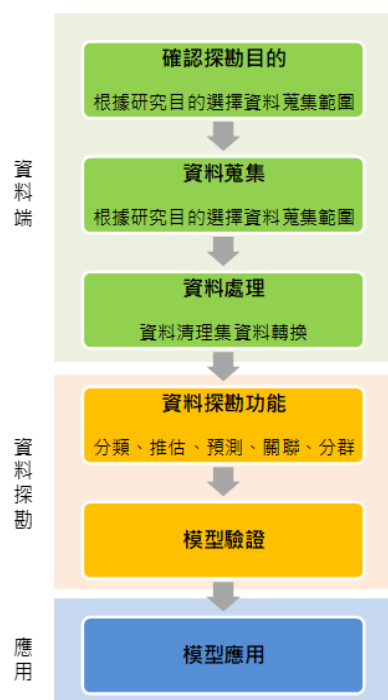 資料端
確認探勘目的
根據研究目的選擇資料蒐集範圍
資料蒐集
根據研究目的選擇資料蒐集範圍
資料處理
資料清理集資料轉換
資料探勘
資料探勘功能
分類、推估、預測、關聯、分群
模型驗證
應用
模型應用